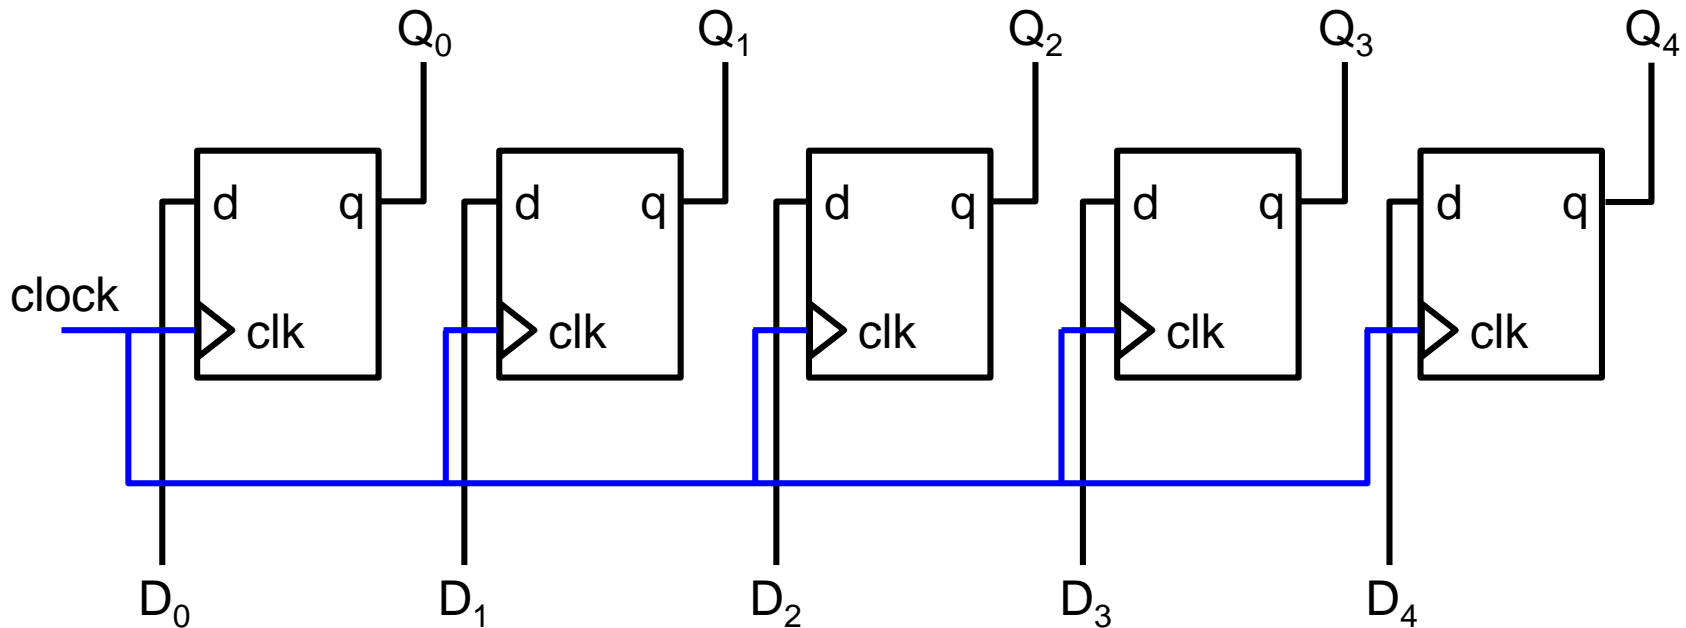 Q0 Q1 Q2 Q3 Q4
d q d q d q d q d q
clock
clk clk clk clk clk
D0 D1 D2 D3 D4